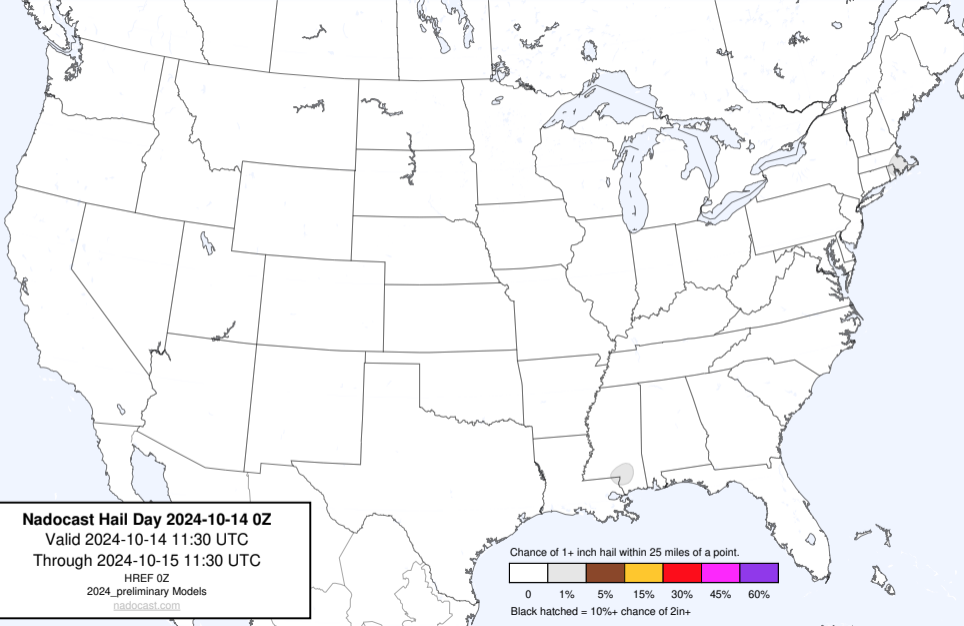 Nadocast Hail Day 2024-10-14 0Z
Valid 2024-10-14 11:30 UTC
Through 2024-10-15 11:30 UTC
HREF 0Z
2024_preliminary Models
nadocast.com
Chance of 1+ inch hail within 25 miles of a point.
0 1% 5% 15% 30% 45% 60%
Black hatched = 10%+ chance of 2in+